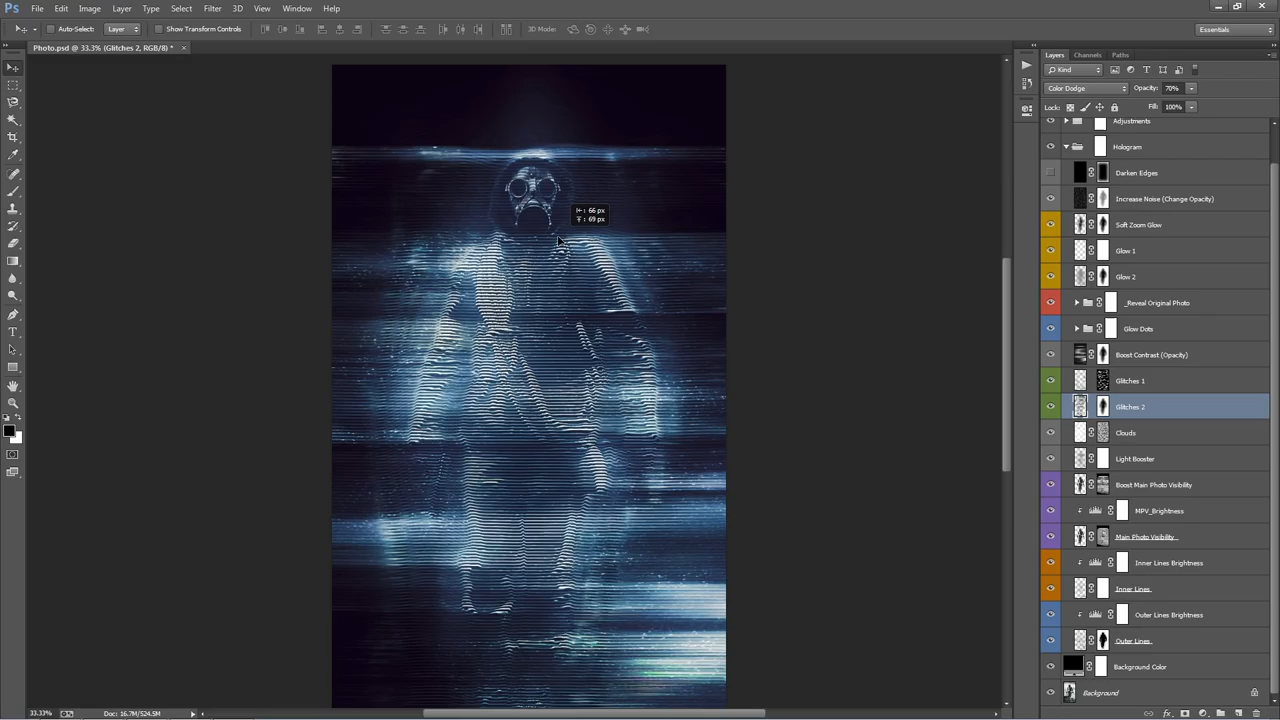 Ps File Edit Image Layer Type Select Filter 3D View Window Help
Auto-Select: Layer Show Transform Controls 3D Mode: Essentials
Photo.psd @ 33.3% (Glitches 2, RGB/8) * ×
Layers Channels Paths
Kind
Color Dodge Opacity: 70%
Lock: Fill: 100%
Adjustments
Hologram
Darken Edges
Increase Noise (Change Opacity)
Soft Zoom Glow
Glow 1
Glow 2
_Reveal Original Photo
Glow Dots
Boost Contrast (Opacity)
Glitches 1
Glitches 2
Clouds
Light Booster
Boost Main Photo Visibility
MPV_Brightness
Main Photo Visibility
Inner Lines Brightness
Inner Lines
Outer Lines Brightness
Outer Lines
Background Color
Background
: 66 px
: 69 px
33.33% Doc: 16.7M/524.5M